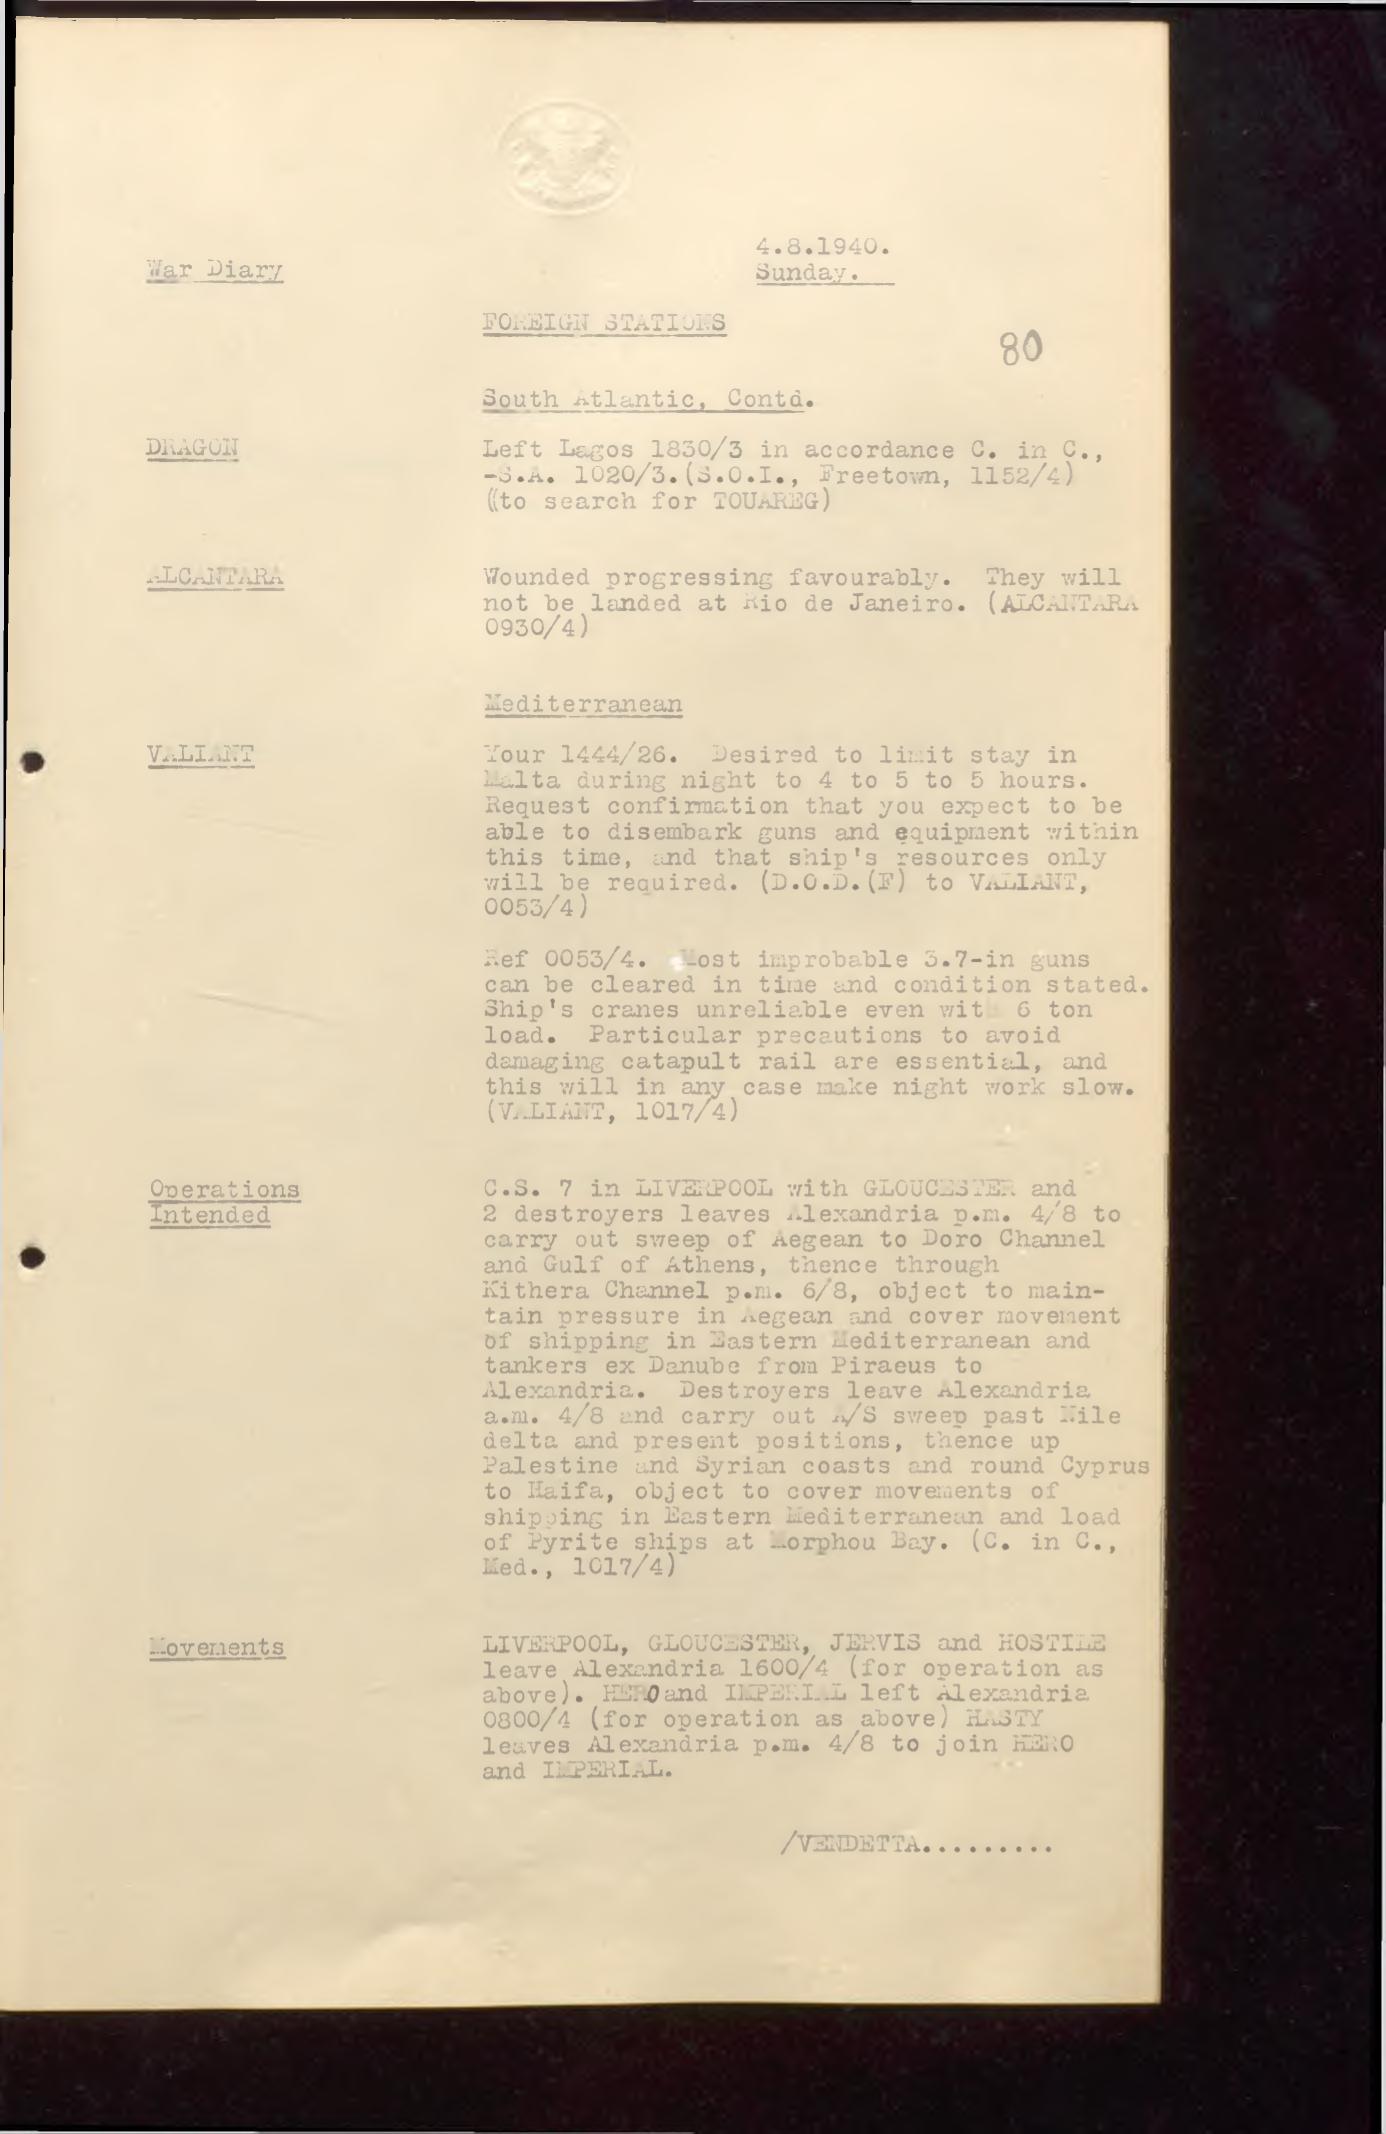 4.8.1940.
War Diary
Sunday.
FOREIGN STATIONS
80
South Atlantic, Contd.
DRAGON
Left Lagos 1830/3 in accordance C. in C.,
-S.A. 1020/3.(S.O.I., Freetown, 1152/4)
((to search for TOUAREG)
ALCANTARA
Wounded progressing favourably. They will
not be landed at Rio de Janeiro. (ALCANTARA
0930/4)
Mediterranean
VALIANT
Your 1444/26. Desired to limit stay in
Malta during night to 4 to 5 to 5 hours.
Request confirmation that you expect to be
able to disembark guns and equipment within
this time, and that ship's resources only
will be required. (D.O.D.(F) to VALIANT,
0053/4)
Ref 0053/4. Most improbable 3.7-in guns
can be cleared in time and condition stated.
Ship's cranes unreliable even with 6 ton
load. Particular precautions to avoid
damaging catapult rail are essential, and
this will in any case make night work slow.
(VALIANT, 1017/4)
Operations
Intended
C.S. 7 in LIVERPOOL with GLOUCESTER and
2 destroyers leaves Alexandria p.m. 4/8 to
carry out sweep of Aegean to Doro Channel
and Gulf of Athens, thence through
Kithera Channel p.m. 6/8, object to main-
tain pressure in Aegean and cover movement
of shipping in Eastern Mediterranean and
tankers ex Danube from Piraeus to
Alexandria. Destroyers leave Alexandria
a.m. 4/8 and carry out A/S sweep past Nile
delta and present positions, thence up
Palestine and Syrian coasts and round Cyprus
to Haifa, object to cover movements of
shipping in Eastern Mediterranean and load
of Pyrite ships at Morphou Bay. (C. in C.,
Med., 1017/4)
Movements
LIVERPOOL, GLOUCESTER, JERVIS and HOSTILE
leave Alexandria 1600/4 (for operation as
above). HERO and IMPERIAL left Alexandria
0800/4 (for operation as above) HASTY
leaves Alexandria p.m. 4/8 to join HERO
and IMPERIAL.
/VENDETTA.........